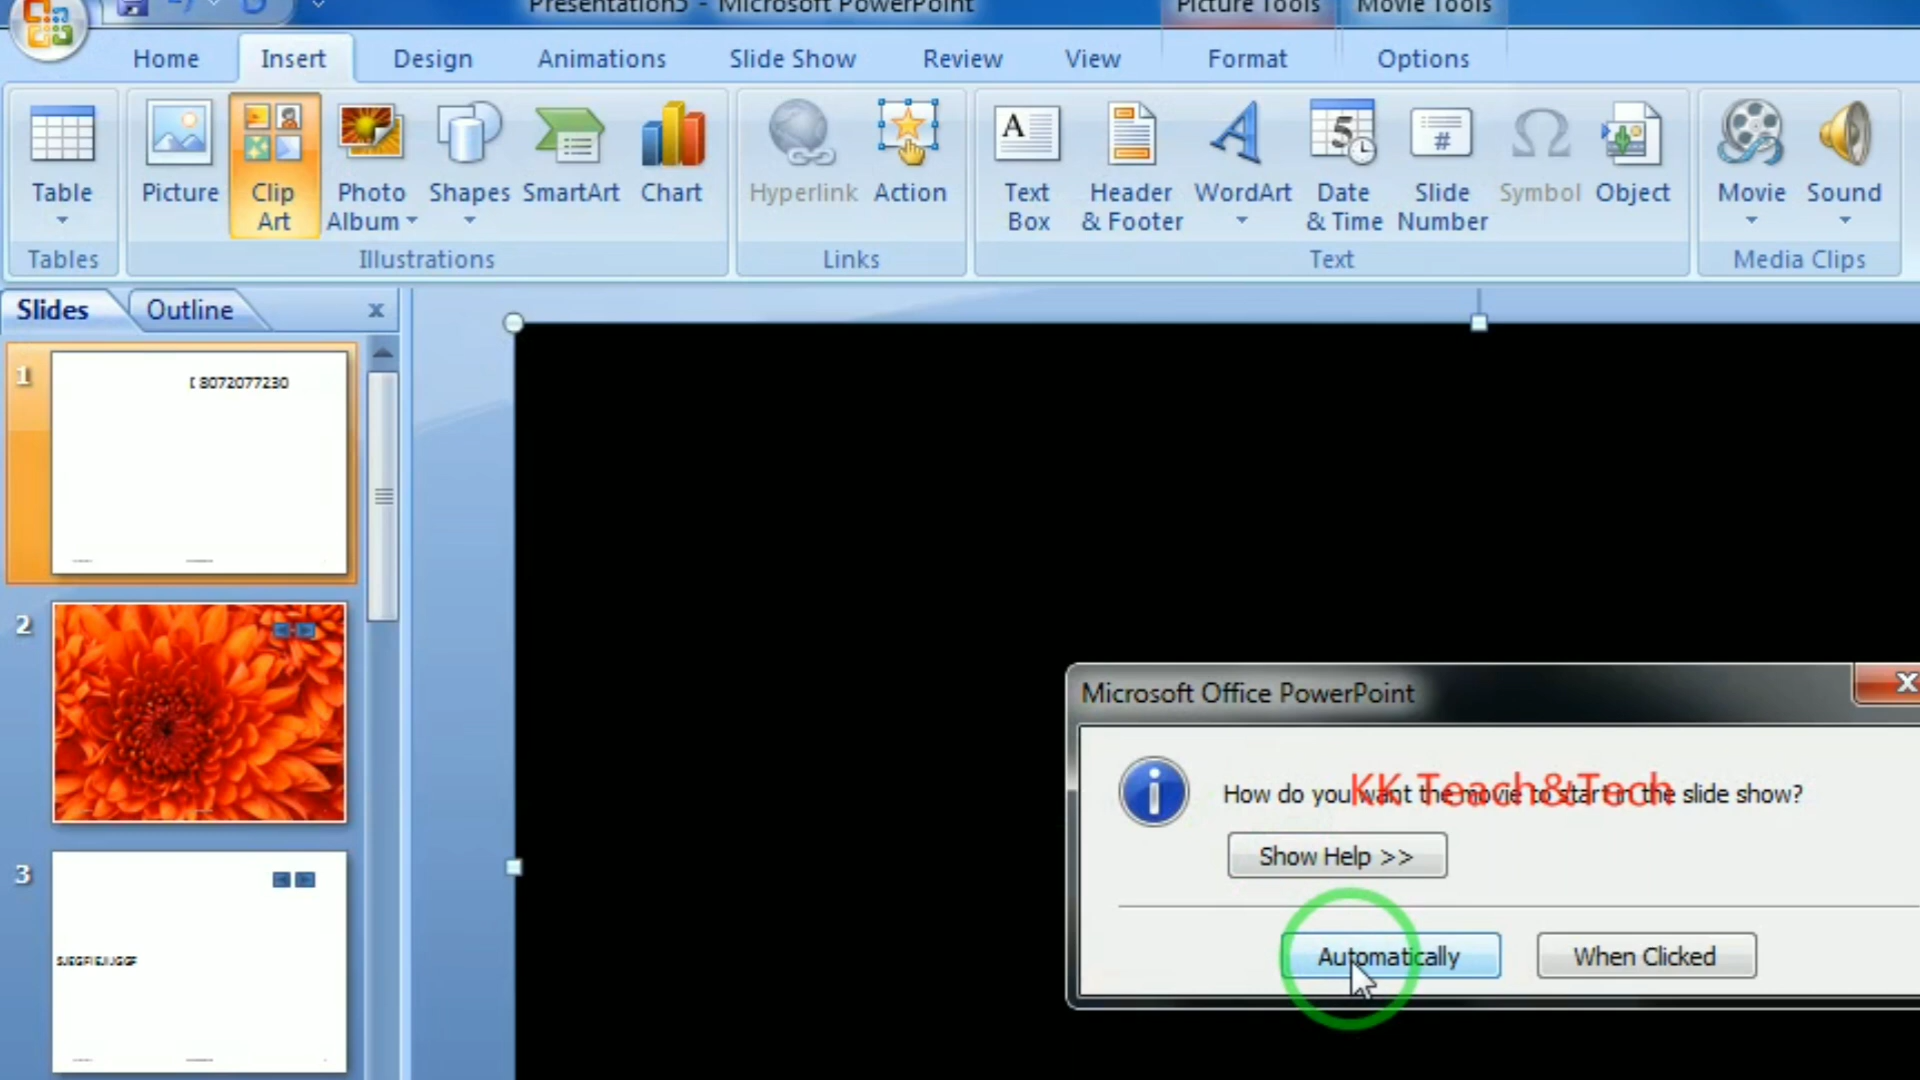 Presentation5 - Microsoft PowerPoint
Picture Tools
Movie Tools
Home
Insert
Design
Animations
Slide Show
Review
View
Format
Options
Table
Picture
Clip
Art
Photo
Album
Shapes
SmartArt
Chart
Hyperlink
Action
Text
Box
Header
& Footer
WordArt
Date
& Time
Slide
Number
Symbol
Object
Movie
Sound
Tables
Illustrations
Links
Text
Media Clips
Slides
Outline
1
8072077230
2
3
Microsoft Office PowerPoint
How do you want the movie to start in the slide show?
KK Teach&Tech
Show Help >>
Automatically
When Clicked